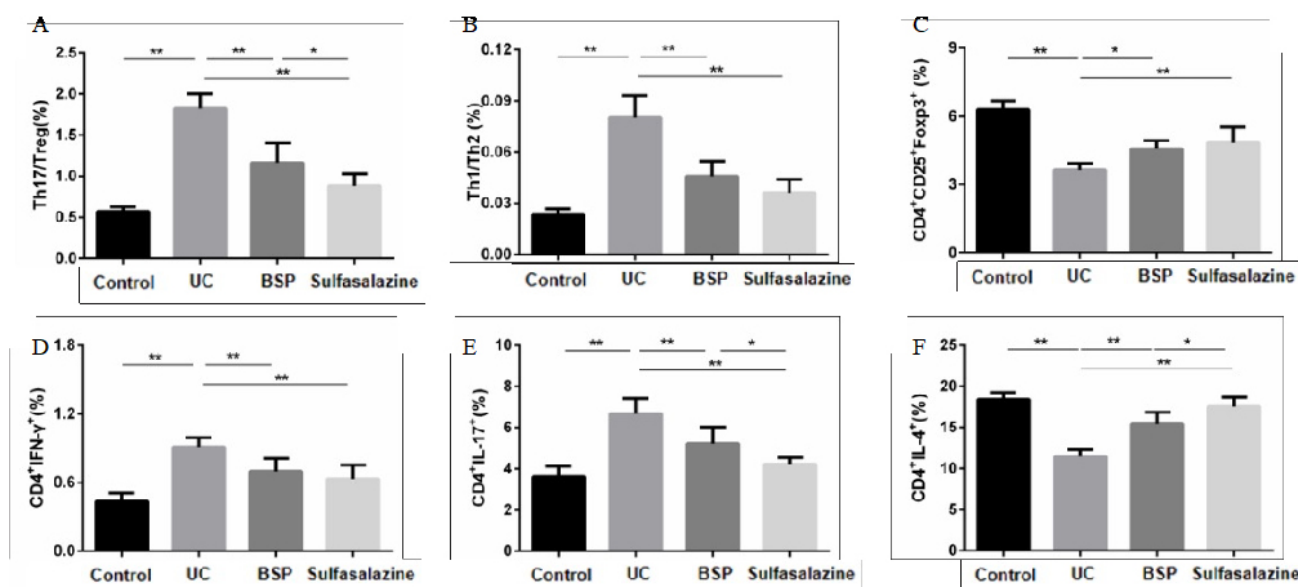 A
Th17/Treg(%)
2.5
2.0
1.5
1.0
0.5
0.0
** ** *
**
Control UC BSP Sulfasalazine
B
Th1/Th2 (%)
0.12
0.09
0.06
0.03
0.00
** **
**
Control UC BSP Sulfasalazine
C
CD4⁺CD25⁺Foxp3⁺ (%)
9
6
3
0
** *
**
Control UC BSP Sulfasalazine
D
CD4⁺IFN-γ⁺(%)
1.8
1.2
0.6
0.0
** **
**
Control UC BSP Sulfasalazine
E
CD4⁺IL-17⁺(%)
10
8
6
4
2
0
** ** *
**
Control UC BSP Sulfasalazine
F
CD4⁺IL-4⁺(%)
25
20
15
10
5
0
** ** *
**
Control UC BSP Sulfasalazine